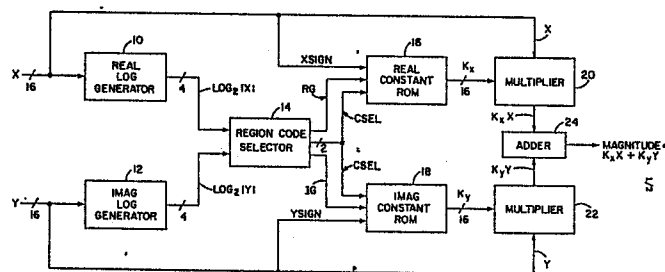 X
16
10
REAL
LOG
GENERATOR
4
LOG₂ |X|
12
IMAG
LOG
GENERATOR
Y
16
4
LOG₂ |Y|
14
REGION CODE
SELECTOR
2
XSIGN
RG
CSEL
CSEL
IG
YSIGN
16
REAL
CONSTANT
ROM
Kx
16
18
IMAG
CONSTANT
ROM
Ky
16
X
MULTIPLIER
20
KxX
24
ADDER
MAGNITUDE=
KxX + KyY
KyY
MULTIPLIER
22
Y